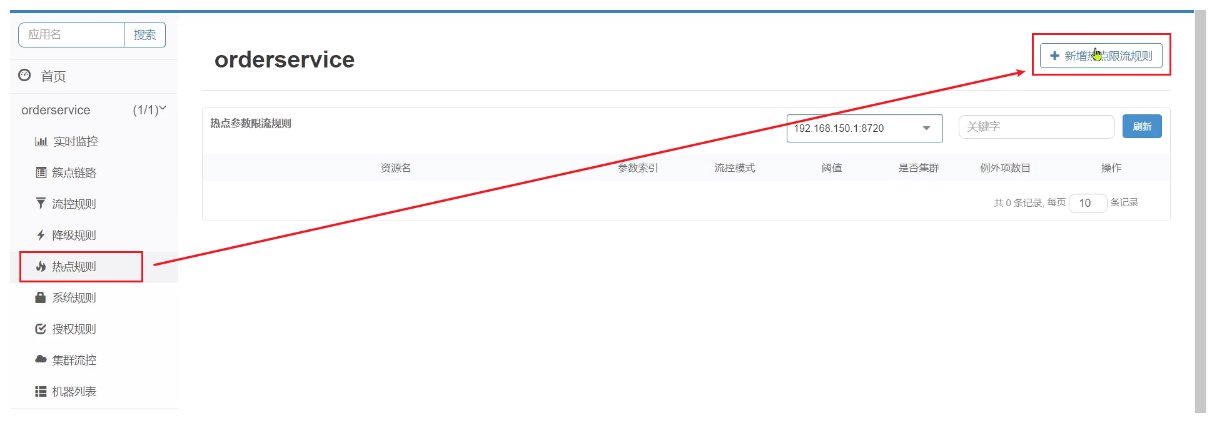 应用名 搜索
首页
orderservice (1/1)
实时监控
簇点链路
流控规则
降级规则
热点规则
系统规则
授权规则
集群流控
机器列表
orderservice
新增热点限流规则
热点参数限流规则 192.168.150.1:8720 关键字 刷新
资源名 参数索引 流控模式 阈值 是否集群 例外项数目 操作
共 0 条记录, 每页 10 条记录